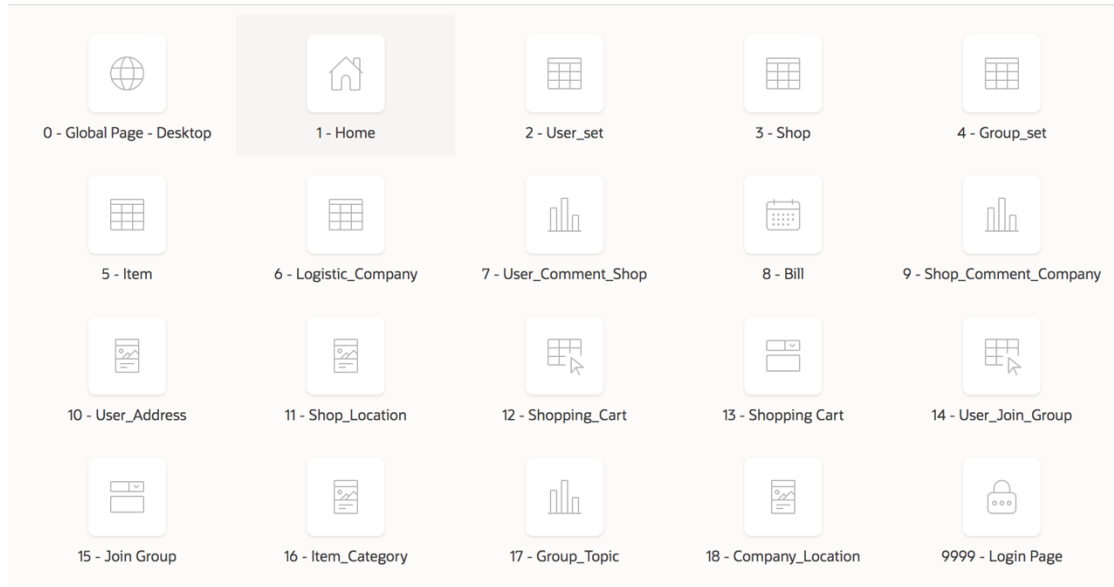 0 - Global Page - Desktop
1 - Home
2 - User_set
3 - Shop
4 - Group_set
5 - Item
6 - Logistic_Company
7 - User_Comment_Shop
8 - Bill
9 - Shop_Comment_Company
10 - User_Address
11 - Shop_Location
12 - Shopping_Cart
13 - Shopping Cart
14 - User_Join_Group
15 - Join Group
16 - Item_Category
17 - Group_Topic
18 - Company_Location
9999 - Login Page